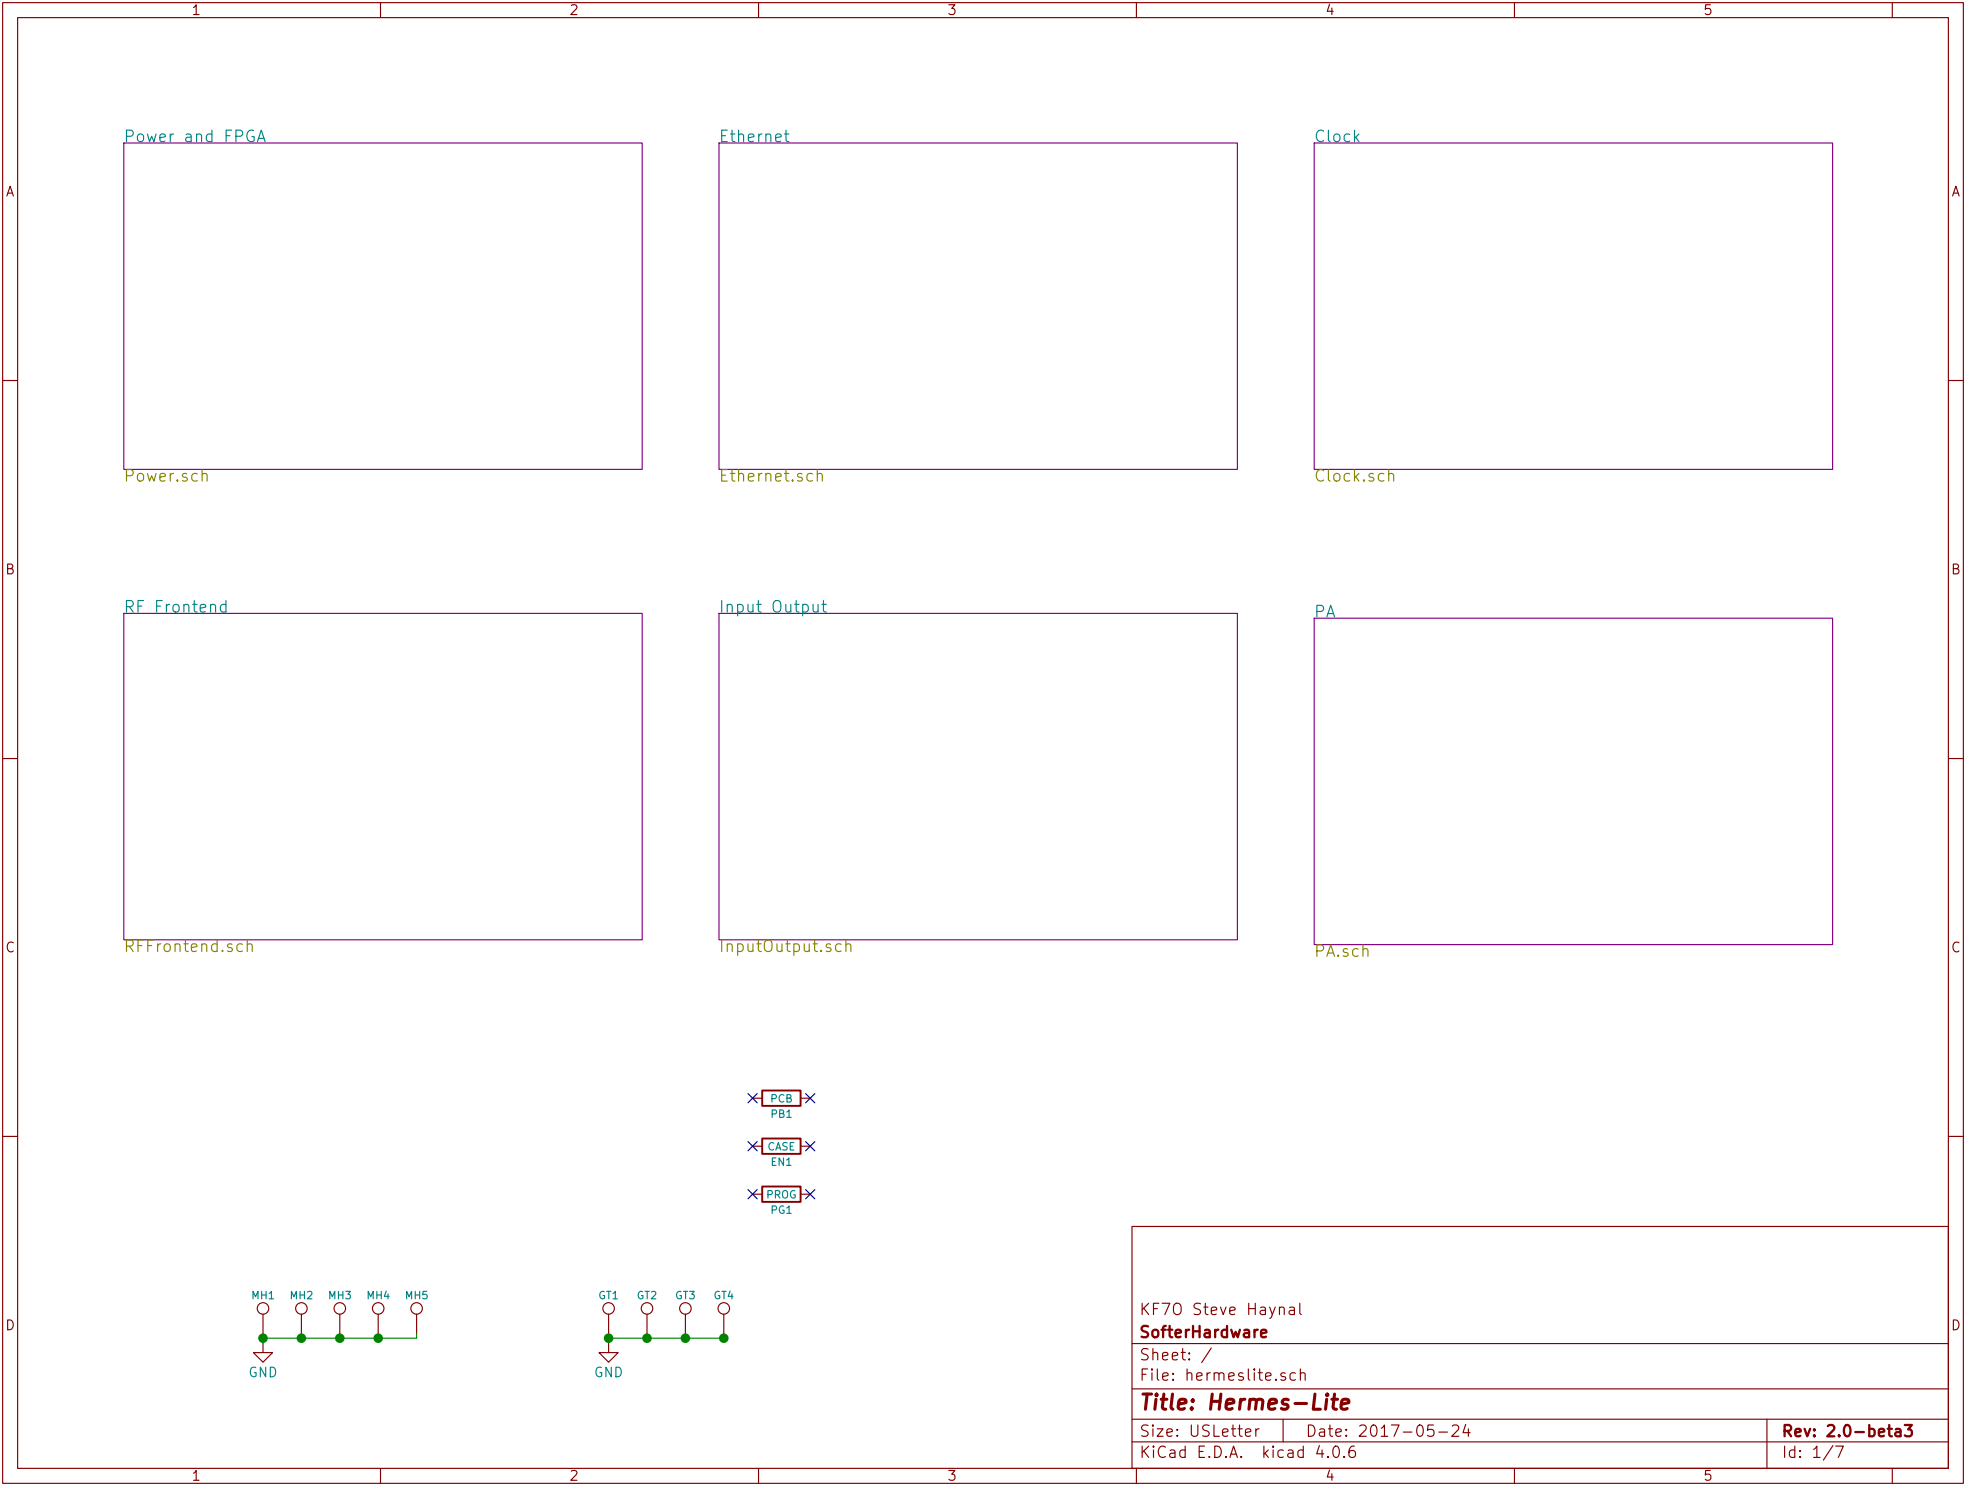 1 2 3 4 5
Power and FPGA
Ethernet
Clock
A
A
Power.sch
Ethernet.sch
Clock.sch
B
B
RF Frontend
Input Output
PA
RFFrontend.sch
InputOutput.sch
PA.sch
C
C
PCB
PB1
CASE
EN1
PROG
PG1
MH1 MH2 MH3 MH4 MH5
GND
GT1 GT2 GT3 GT4
GND
D
D
KF7O Steve Haynal
SofterHardware
Sheet: /
File: hermeslite.sch
Title: Hermes-Lite
Size: USLetter
Date: 2017-05-24
Rev: 2.0-beta3
KiCad E.D.A. kicad 4.0.6
Id: 1/7
1 2 3 4 5